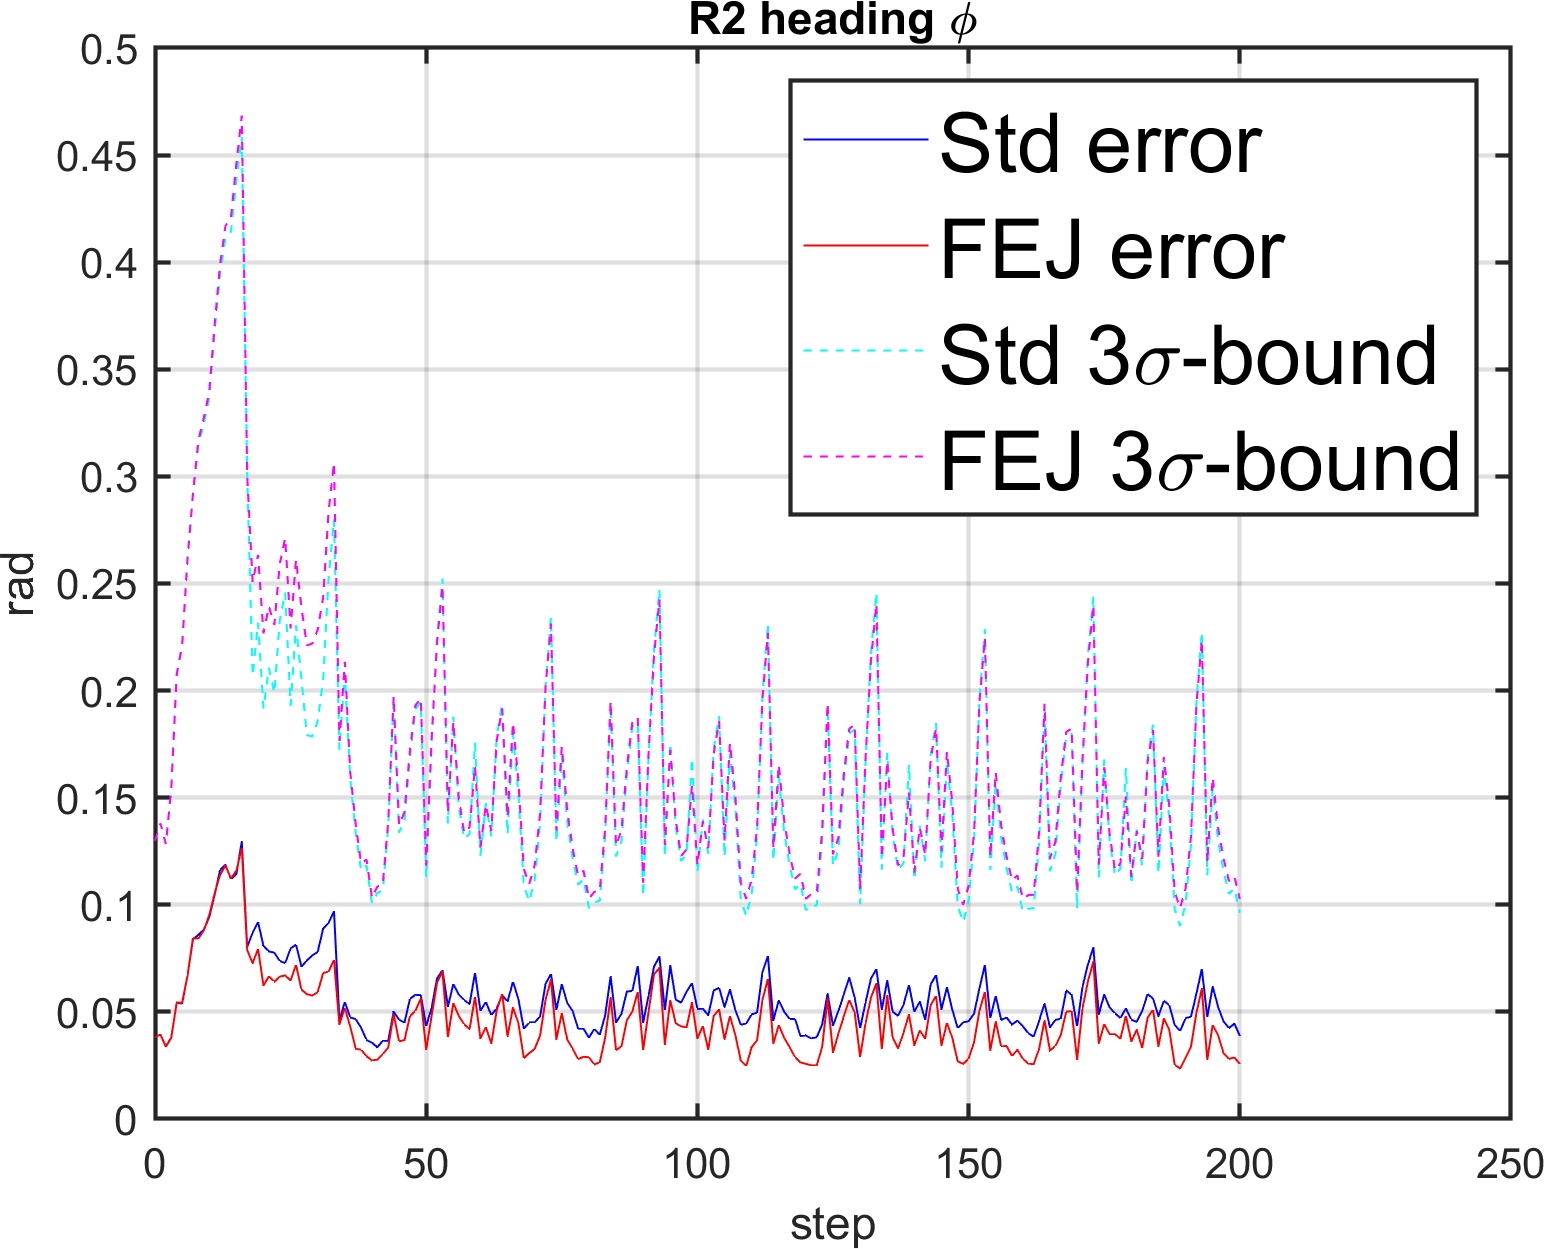 R2 heading ϕ
0.5
0.45
0.4
0.35
0.3
0.25
0.2
0.15
0.1
0.05
0
rad
Std error
FEJ error
Std 3σ-bound
FEJ 3σ-bound
0 50 100 150 200 250
step